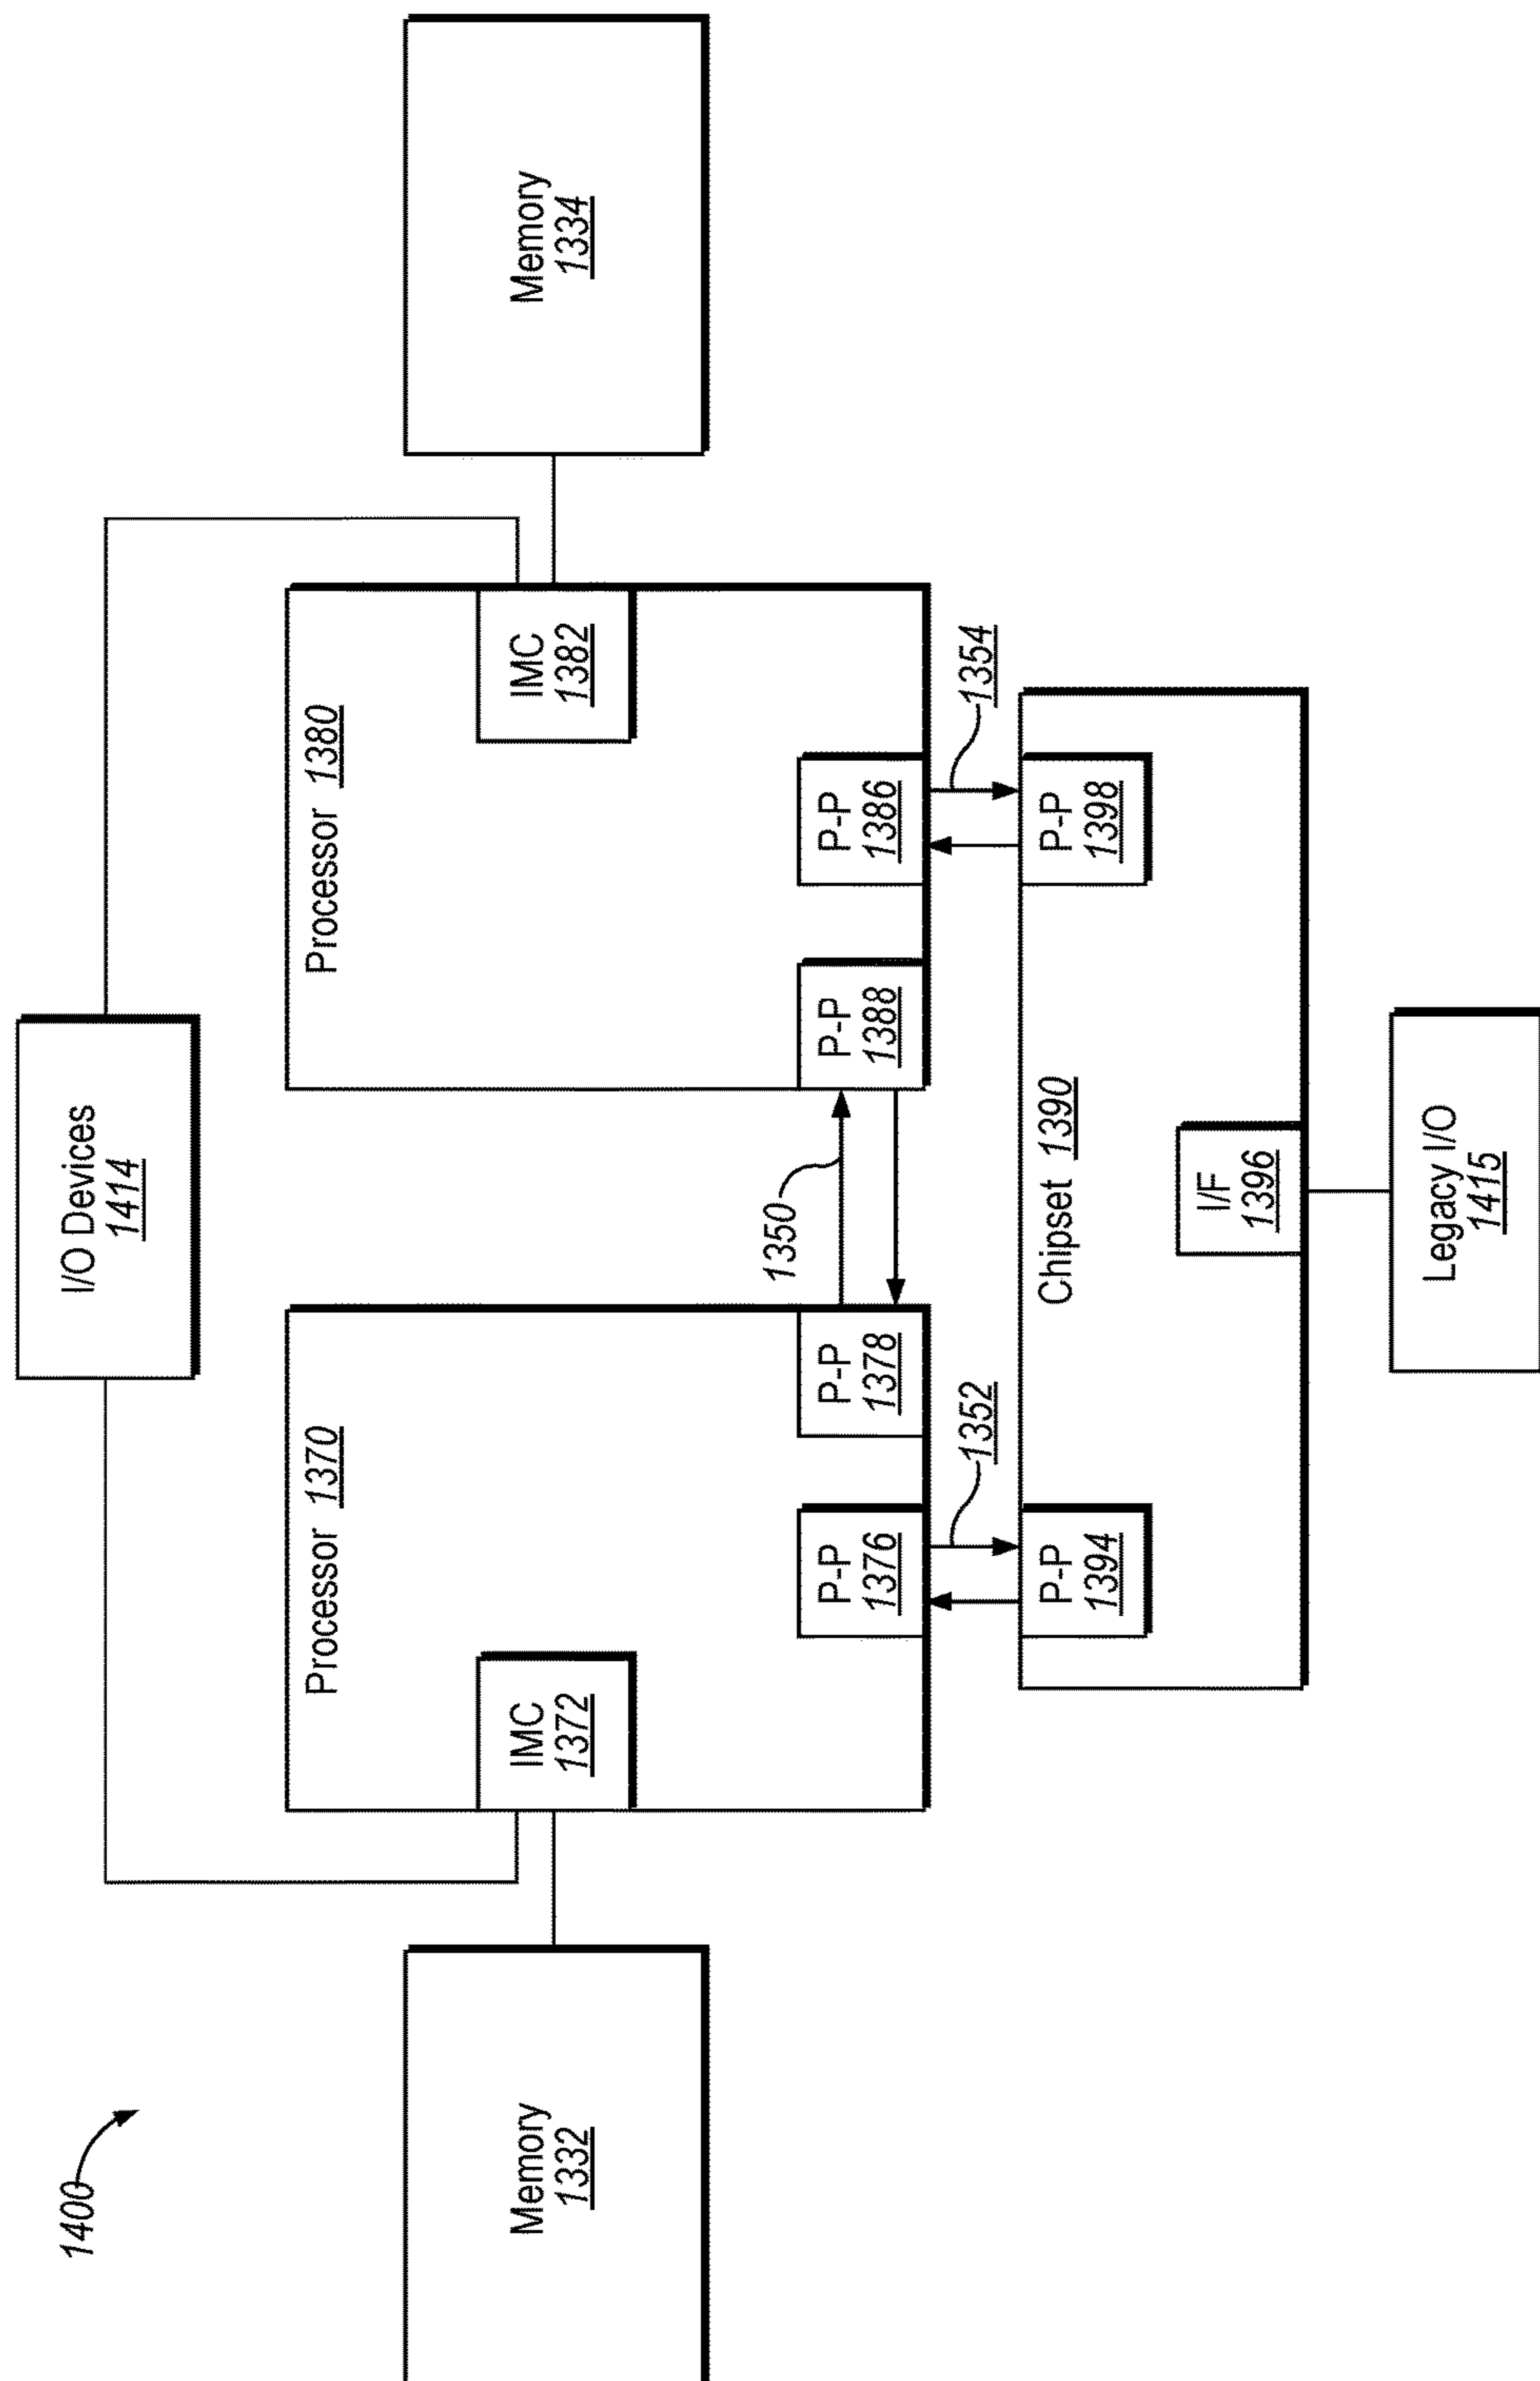 1400
I/O Devices
1414
Memory
1332
Processor 1370
IMC
1372
P-P
1376
P-P
1378
1350
Processor 1380
IMC
1382
P-P
1388
P-P
1386
Memory
1334
1352
1354
Chipset 1390
P-P
1394
P-P
1398
I/F
1396
Legacy I/O
1415